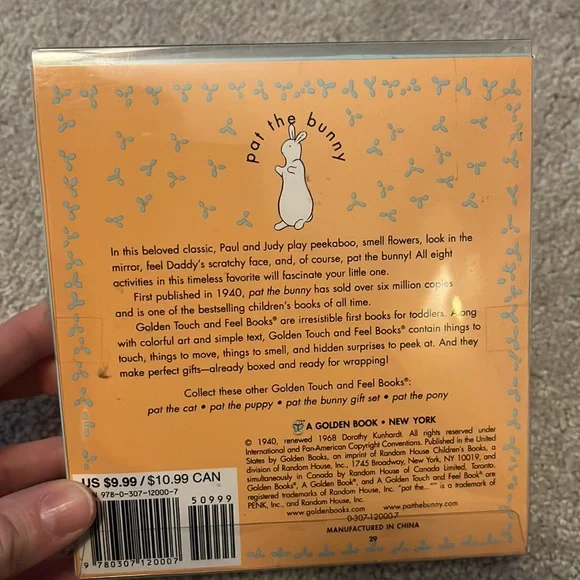 pat the bunny
In this beloved classic, Paul and Judy play peekaboo, smell flowers, look in the
mirror, feel Daddy's scratchy face, and, of course, pat the bunny! All eight
activities in this timeless favorite will fascinate your little one.
First published in 1940, pat the bunny has sold over six million copies
and is one of the bestselling children's books of all time.
Golden Touch and Feel Books® are irresistible first books for toddlers. Along
with colorful art and simple text, Golden Touch and Feel Books® contain things to
touch, things to move, things to smell, and hidden surprises to peek at. And they
make perfect gifts—already boxed and ready for wrapping!
Collect these other Golden Touch and Feel Books®:
pat the cat • pat the puppy • pat the bunny gift set • pat the pony
A GOLDEN BOOK • NEW YORK
© 1940, renewed 1968 Dorothy Kunhardt. All rights reserved under
International and Pan-American Copyright Conventions. Published in the United
States by Golden Books, an imprint of Random House Children's Books, a
division of Random House, Inc., 1745 Broadway, New York, NY 10019, and
simultaneously in Canada by Random House of Canada Limited, Toronto.
Golden Books®, A Golden Book®, and A Golden Touch and Feel Book® are
registered trademarks of Random House, Inc. "pat the...™" is a trademark of
PENK, Inc., and Random House, Inc.
www.goldenbooks.com www.patthebunny.com
0-307-12000-7
MANUFACTURED IN CHINA
29
US $9.99 / $10.99 CAN
978-0-307-12000-7
50999
9 780307 120007